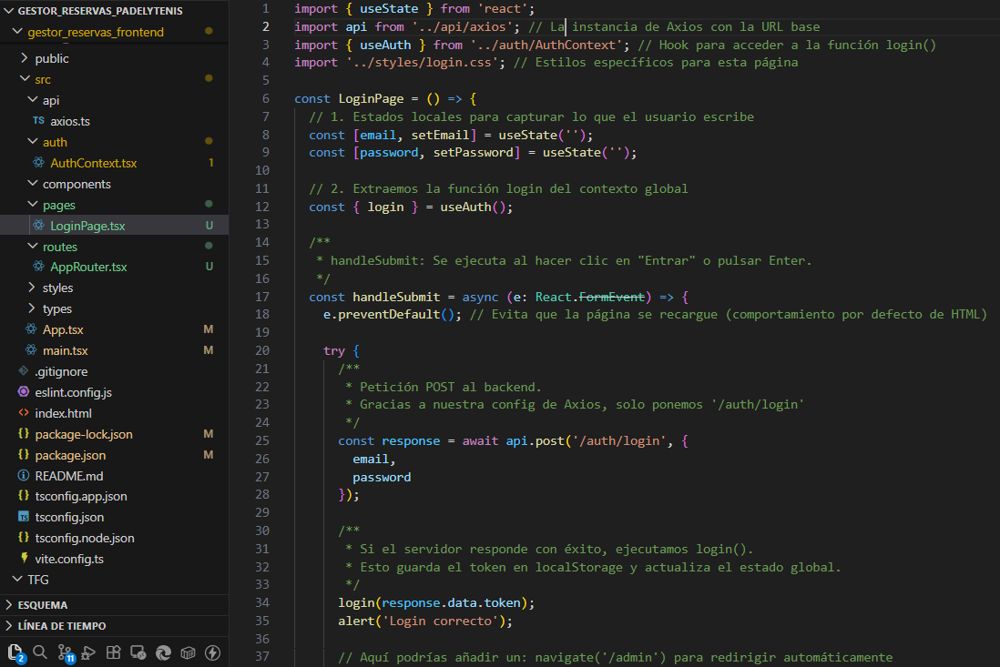 GESTOR_RESERVAS_PADELYTENIS
gestor_reservas_frontend
public
src
api
TS axios.ts
auth
AuthContext.tsx 1
components
pages
LoginPage.tsx U
routes
AppRouter.tsx U
styles
types
App.tsx M
main.tsx M
.gitignore
eslint.config.js
<> index.html
{} package-lock.json M
{} package.json M
README.md
{} tsconfig.app.json
TS tsconfig.json
{} tsconfig.node.json
vite.config.ts
TFG
ESQUEMA
LÍNEA DE TIEMPO
2 11
1 import { useState } from 'react';
2 import api from '../api/axios'; // La instancia de Axios con la URL base
3 import { useAuth } from '../auth/AuthContext'; // Hook para acceder a la función login()
4 import '../styles/login.css'; // Estilos específicos para esta página
5
6 const LoginPage = () => {
7 // 1. Estados locales para capturar lo que el usuario escribe
8 const [email, setEmail] = useState('');
9 const [password, setPassword] = useState('');
10
11 // 2. Extraemos la función login del contexto global
12 const { login } = useAuth();
13
14 /**
15 * handleSubmit: Se ejecuta al hacer clic en "Entrar" o pulsar Enter.
16 */
17 const handleSubmit = async (e: React.FormEvent) => {
18 e.preventDefault(); // Evita que la página se recargue (comportamiento por defecto de HTML)
19
20 try {
21 /**
22 * Petición POST al backend.
23 * Gracias a nuestra config de Axios, solo ponemos '/auth/login'
24 */
25 const response = await api.post('/auth/login', {
26 email,
27 password
28 });
29
30 /**
31 * Si el servidor responde con éxito, ejecutamos login().
32 * Esto guarda el token en localStorage y actualiza el estado global.
33 */
34 login(response.data.token);
35 alert('Login correcto');
36
37 // Aquí podrías añadir un: navigate('/admin') para redirigir automáticamente